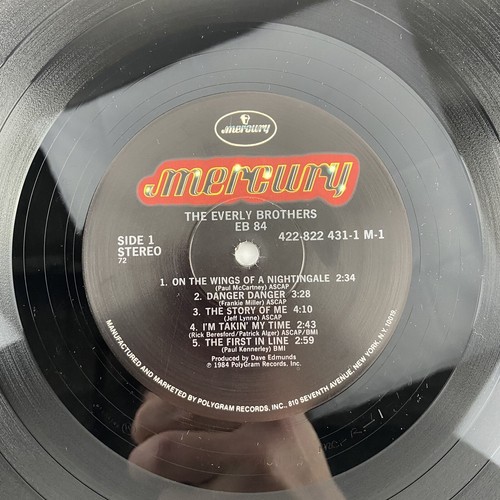 mercury
mercury
THE EVERLY BROTHERS
EB 84
SIDE 1
STEREO
72
422-822 431-1 M-1
1. ON THE WINGS OF A NIGHTINGALE 2:34
(Paul McCartney) ASCAP
2. DANGER DANGER 3:28
(Frankie Miller) ASCAP
3. THE STORY OF ME 4:10
(Jeff Lynne) ASCAP
4. I'M TAKIN' MY TIME 2:43
(Rick Beresford/Patrick Alger) ASCAP/BMI
5. THE FIRST IN LINE 2:59
(Paul Kennerley) BMI
Produced by Dave Edmunds
℗ 1984 PolyGram Records, Inc.
MANUFACTURED AND MARKETED BY POLYGRAM RECORDS, INC., 810 SEVENTH AVENUE, NEW YORK, N.Y. 10019.